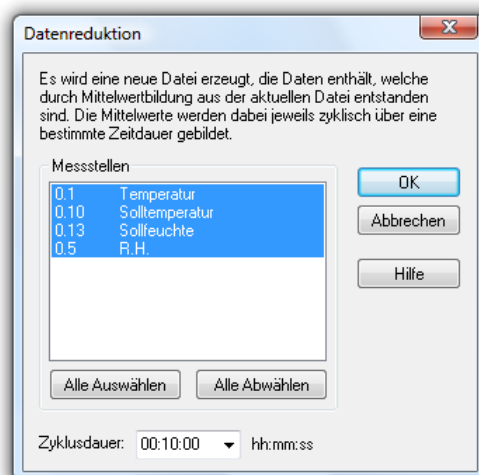 Datenreduktion
Es wird eine neue Datei erzeugt, die Daten enthält, welche
durch Mittelwertbildung aus der aktuellen Datei entstanden
sind. Die Mittelwerte werden dabei jeweils zyklisch über eine
bestimmte Zeitdauer gebildet.
Messstellen
0.1 Temperatur
0.10 Solltemperatur
0.13 Sollfeuchte
0.5 R.H.
OK
Abbrechen
Hilfe
Alle Auswählen Alle Abwählen
Zyklusdauer: 00:10:00 hh:mm:ss